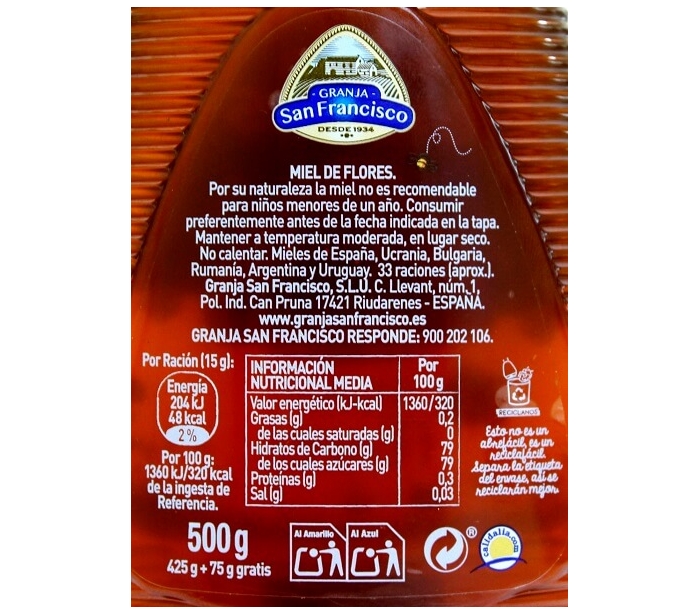 - GRANJA -
San Francisco
DESDE 1934
MIEL DE FLORES.
Por su naturaleza la miel no es recomendable
para niños menores de un año. Consumir
preferentemente antes de la fecha indicada en la tapa.
Mantener a temperatura moderada, en lugar seco.
No calentar. Mieles de España, Ucrania, Bulgaria,
Rumanía, Argentina y Uruguay. 33 raciones (aprox.).
Granja San Francisco, S.L.U. C. Llevant, núm.1,
Pol. Ind. Can Pruna 17421 Riudarenes - ESPAÑA.
www.granjasanfrancisco.es
GRANJA SAN FRANCISCO RESPONDE: 900 202 106.
Por Ración (15 g):
Energía
204 kJ
48 kcal
2%
Por 100 g:
1360 kJ/320 kcal
de la ingesta de
Referencia.
INFORMACIÓN NUTRICIONAL MEDIA Por 100 g
Valor energético (kJ-kcal) 1360/320
Grasas (g) 0,2
de las cuales saturadas (g) 0
Hidratos de Carbono (g) 79
de los cuales azúcares (g) 79
Proteínas (g) 0,3
Sal (g) 0,03
RECICLANOS
Esto no es un
abrefácil, es un
reciclafácil.
Separa la etiqueta
del envase, así se
reciclarán mejor.
500 g
425 g + 75 g gratis
Al Amarillo
Al Azul
®
calidalia.com